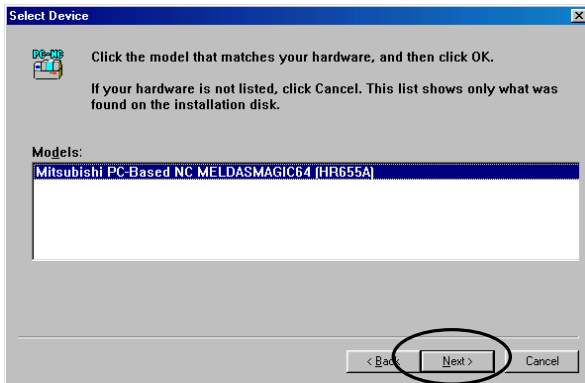 Select Device
PC-NC
Click the model that matches your hardware, and then click OK.
If your hardware is not listed, click Cancel. This list shows only what was
found on the installation disk.
Models:
Mitsubishi PC-Based NC MELDASMAGIC64 (HR655A)
< Back
Next >
Cancel